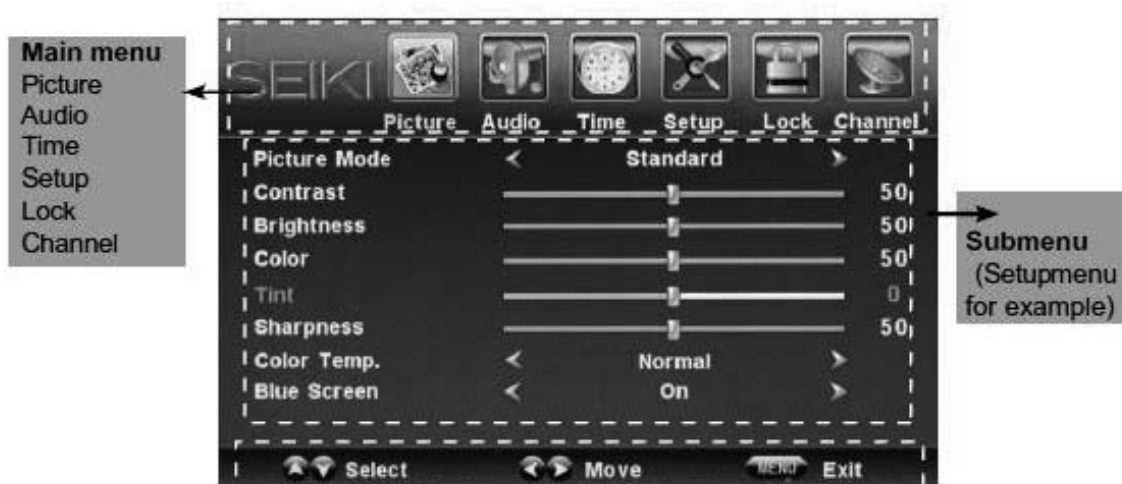 Main menu
Picture
Audio
Time
Setup
Lock
Channel
SEIKI
Picture Audio Time Setup Lock Channel
Picture Mode Standard
Contrast 50
Brightness 50
Color 50
Tint 0
Sharpness 50
Color Temp. Normal
Blue Screen On
Select Move MENU Exit
Submenu
(Setupmenu
for example)